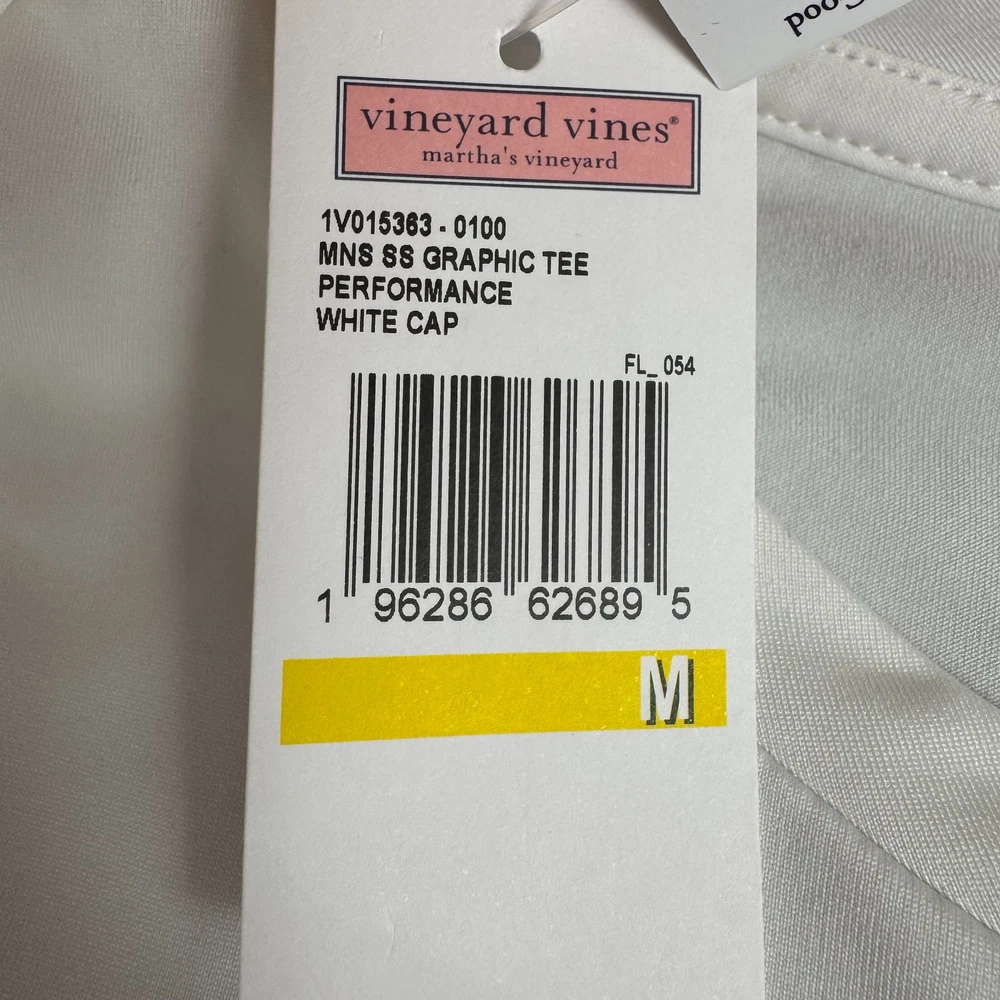 Good
vineyard vines®
martha's vineyard
1V015363 - 0100
MNS SS GRAPHIC TEE
PERFORMANCE
WHITE CAP
FL_ 054
1 96286 62689 5
M